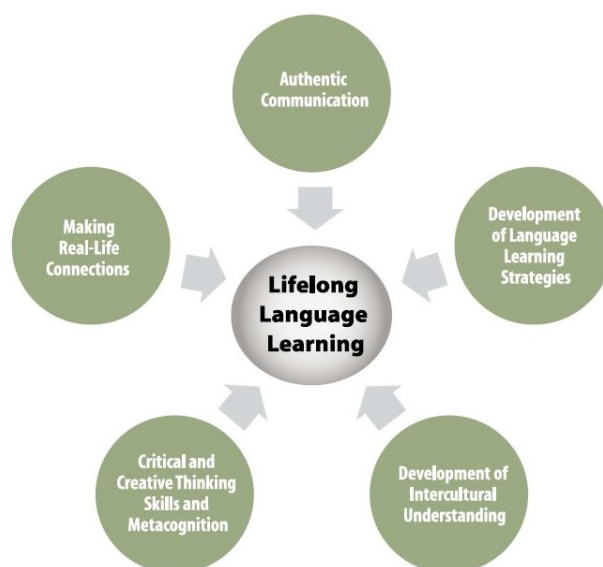 Authentic
Communication
Making
Real-Life
Connections
Development
of Language
Learning
Strategies
Lifelong
Language
Learning
Critical and
Creative Thinking
Skills and
Metacognition
Development of
Intercultural
Understanding